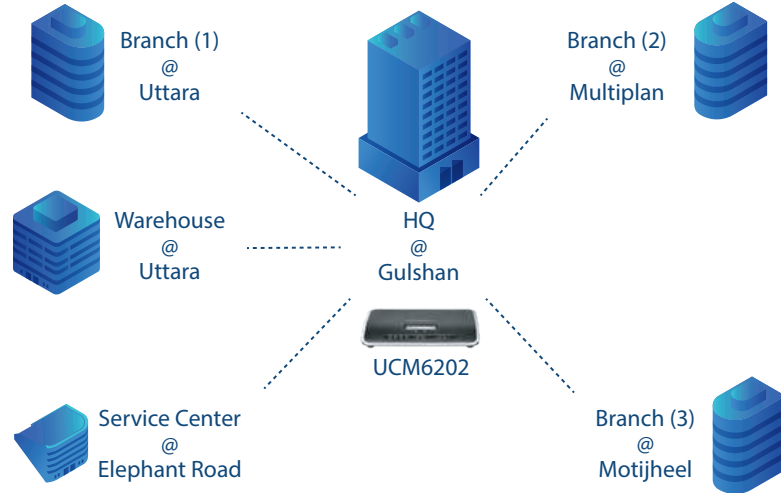 Branch (1)
@
Uttara
Branch (2)
@
Multiplan
Warehouse
@
Uttara
HQ
@
Gulshan
UCM6202
Service Center
@
Elephant Road
Branch (3)
@
Motijheel